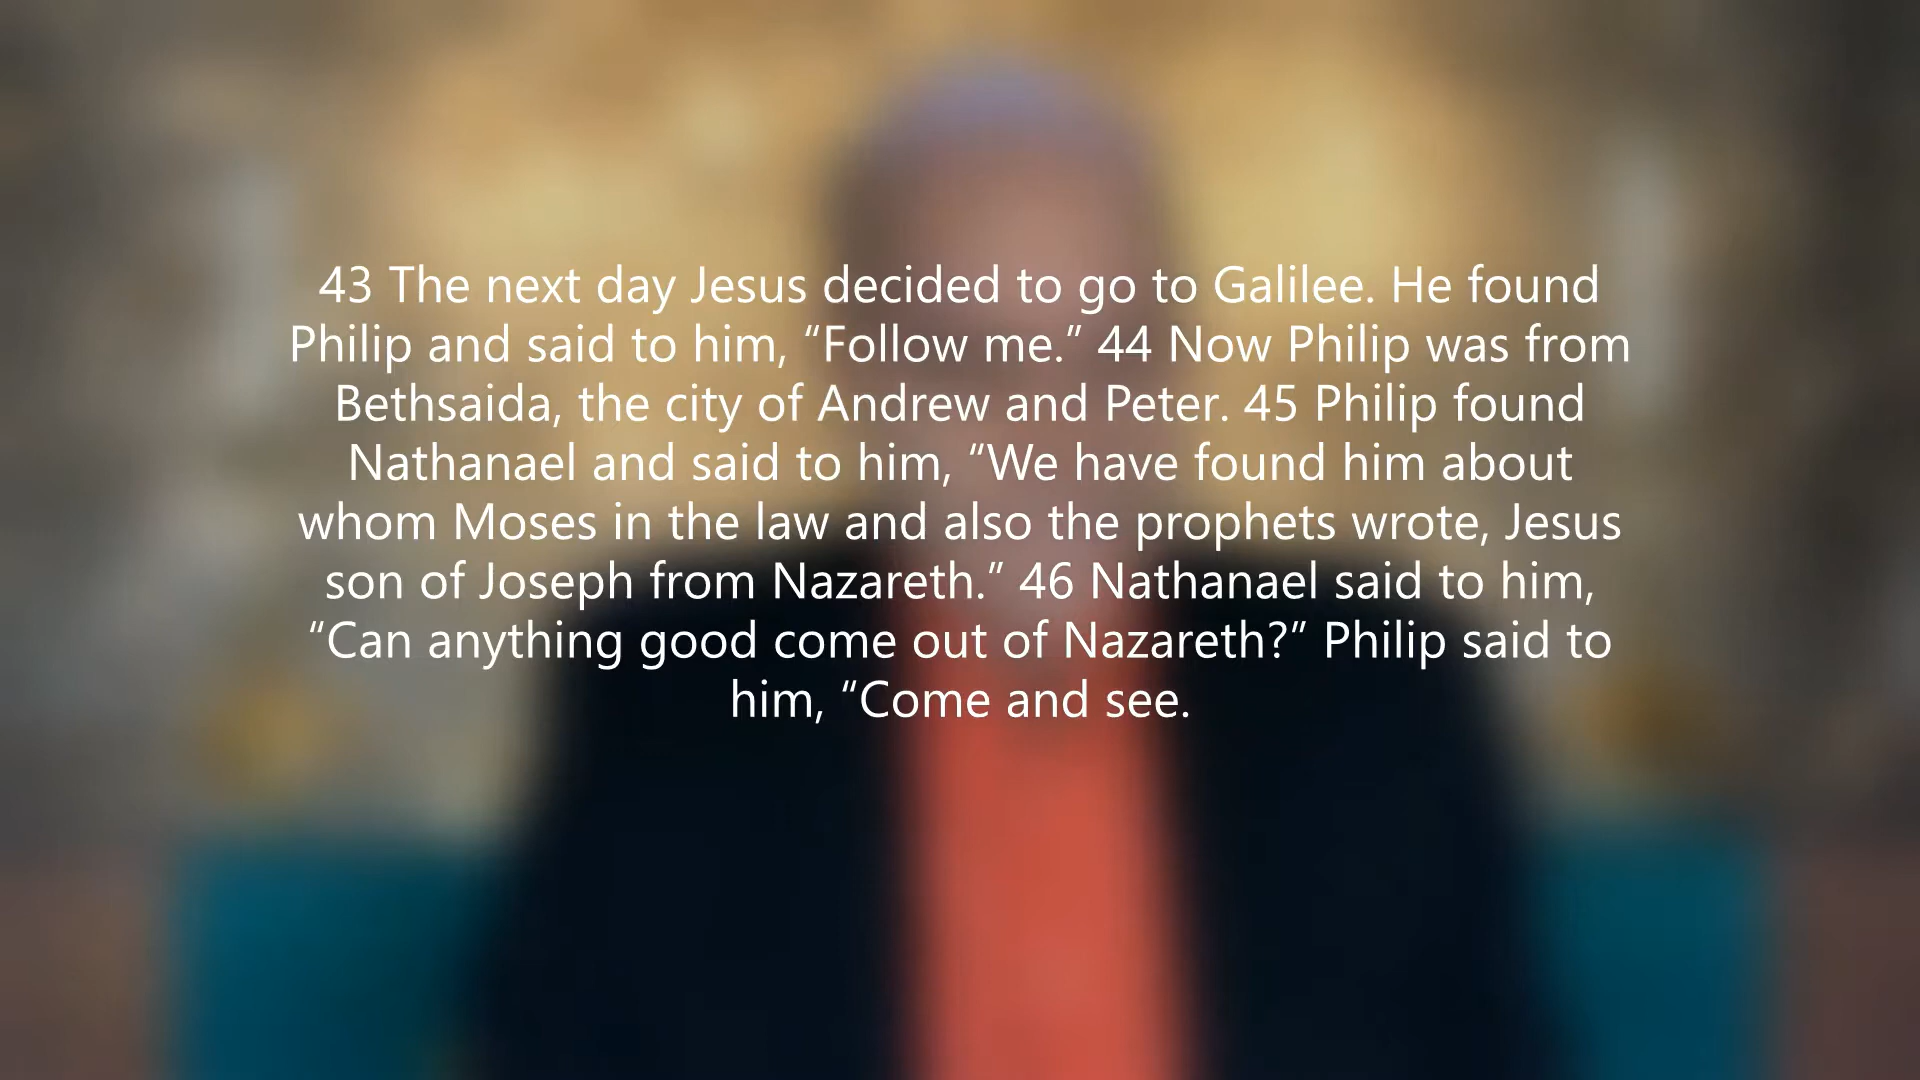 43 The next day Jesus decided to go to Galilee. He found
Philip and said to him, “Follow me.” 44 Now Philip was from
Bethsaida, the city of Andrew and Peter. 45 Philip found
Nathanael and said to him, “We have found him about
whom Moses in the law and also the prophets wrote, Jesus
son of Joseph from Nazareth.” 46 Nathanael said to him,
“Can anything good come out of Nazareth?” Philip said to
him, “Come and see.